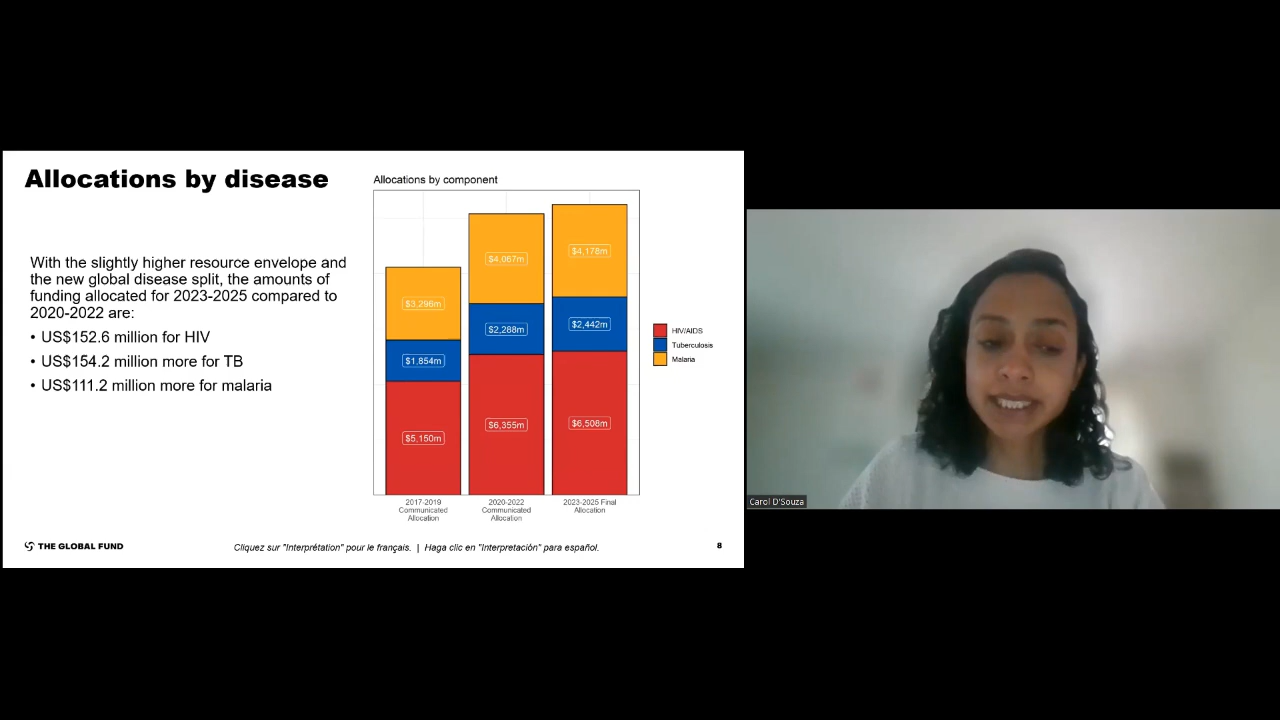 Allocations by disease
With the slightly higher resource envelope and
the new global disease split, the amounts of
funding allocated for 2023-2025 compared to
2020-2022 are:
• US$152.6 million for HIV
• US$154.2 million more for TB
• US$111.2 million more for malaria
Allocations by component
$3,296m
$1,854m
$5,150m
$4,067m
$2,288m
$6,355m
$4,178m
$2,442m
$6,508m
HIV/AIDS
Tuberculosis
Malaria
2017-2019
Communicated
Allocation
2020-2022
Communicated
Allocation
2023-2025 Final
Allocation
THE GLOBAL FUND
Cliquez sur "Interprétation" pour le français. | Haga clic en "Interpretación" para español.
8
Carol D'Souza